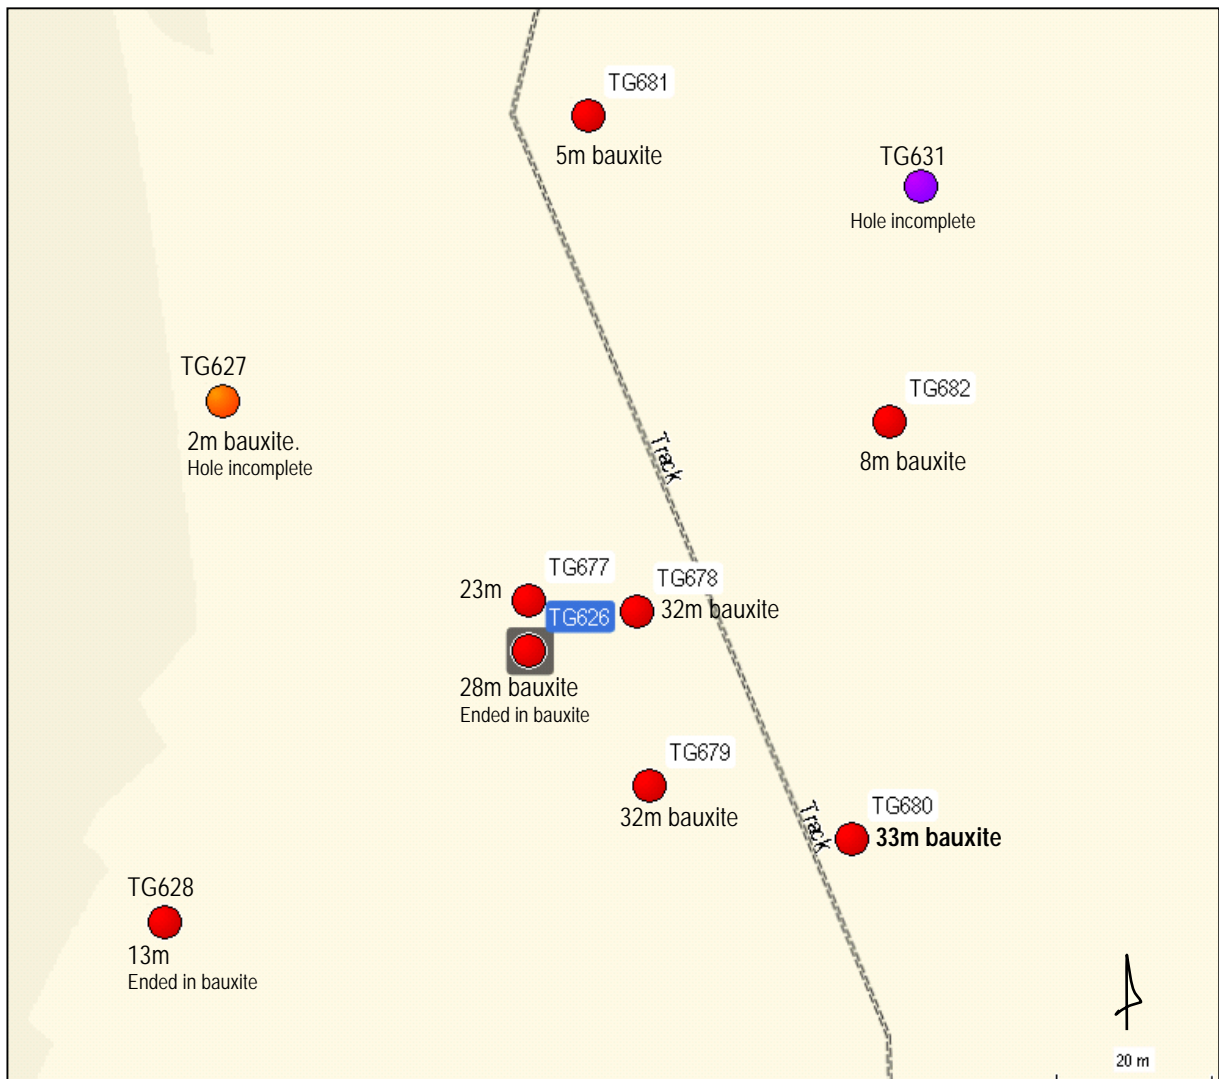 TG681
5m bauxite
TG631
Hole incomplete
TG627
2m bauxite.
Hole incomplete
TG682
8m bauxite
Track
TG677
23m
TG678
32m bauxite
TG626
28m bauxite
Ended in bauxite
TG679
32m bauxite
Track
TG680
33m bauxite
TG628
13m
Ended in bauxite
20 m